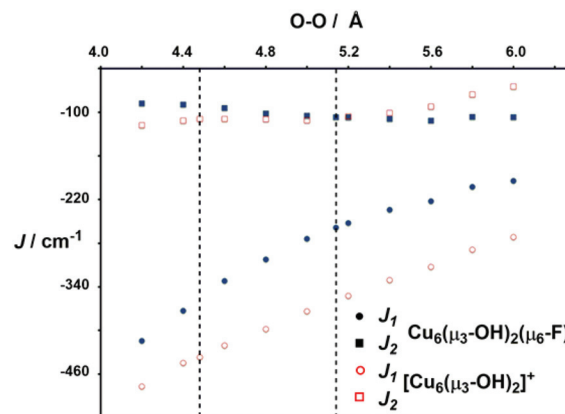 O-O / Å
4.0 4.4 4.8 5.2 5.6 6.0
-100
-220
J / cm⁻¹
-340
-460
J₁
J₂ Cu₆(μ₃-OH)₂(μ₆-F)
J₁
J₂ [Cu₆(μ₃-OH)₂]⁺